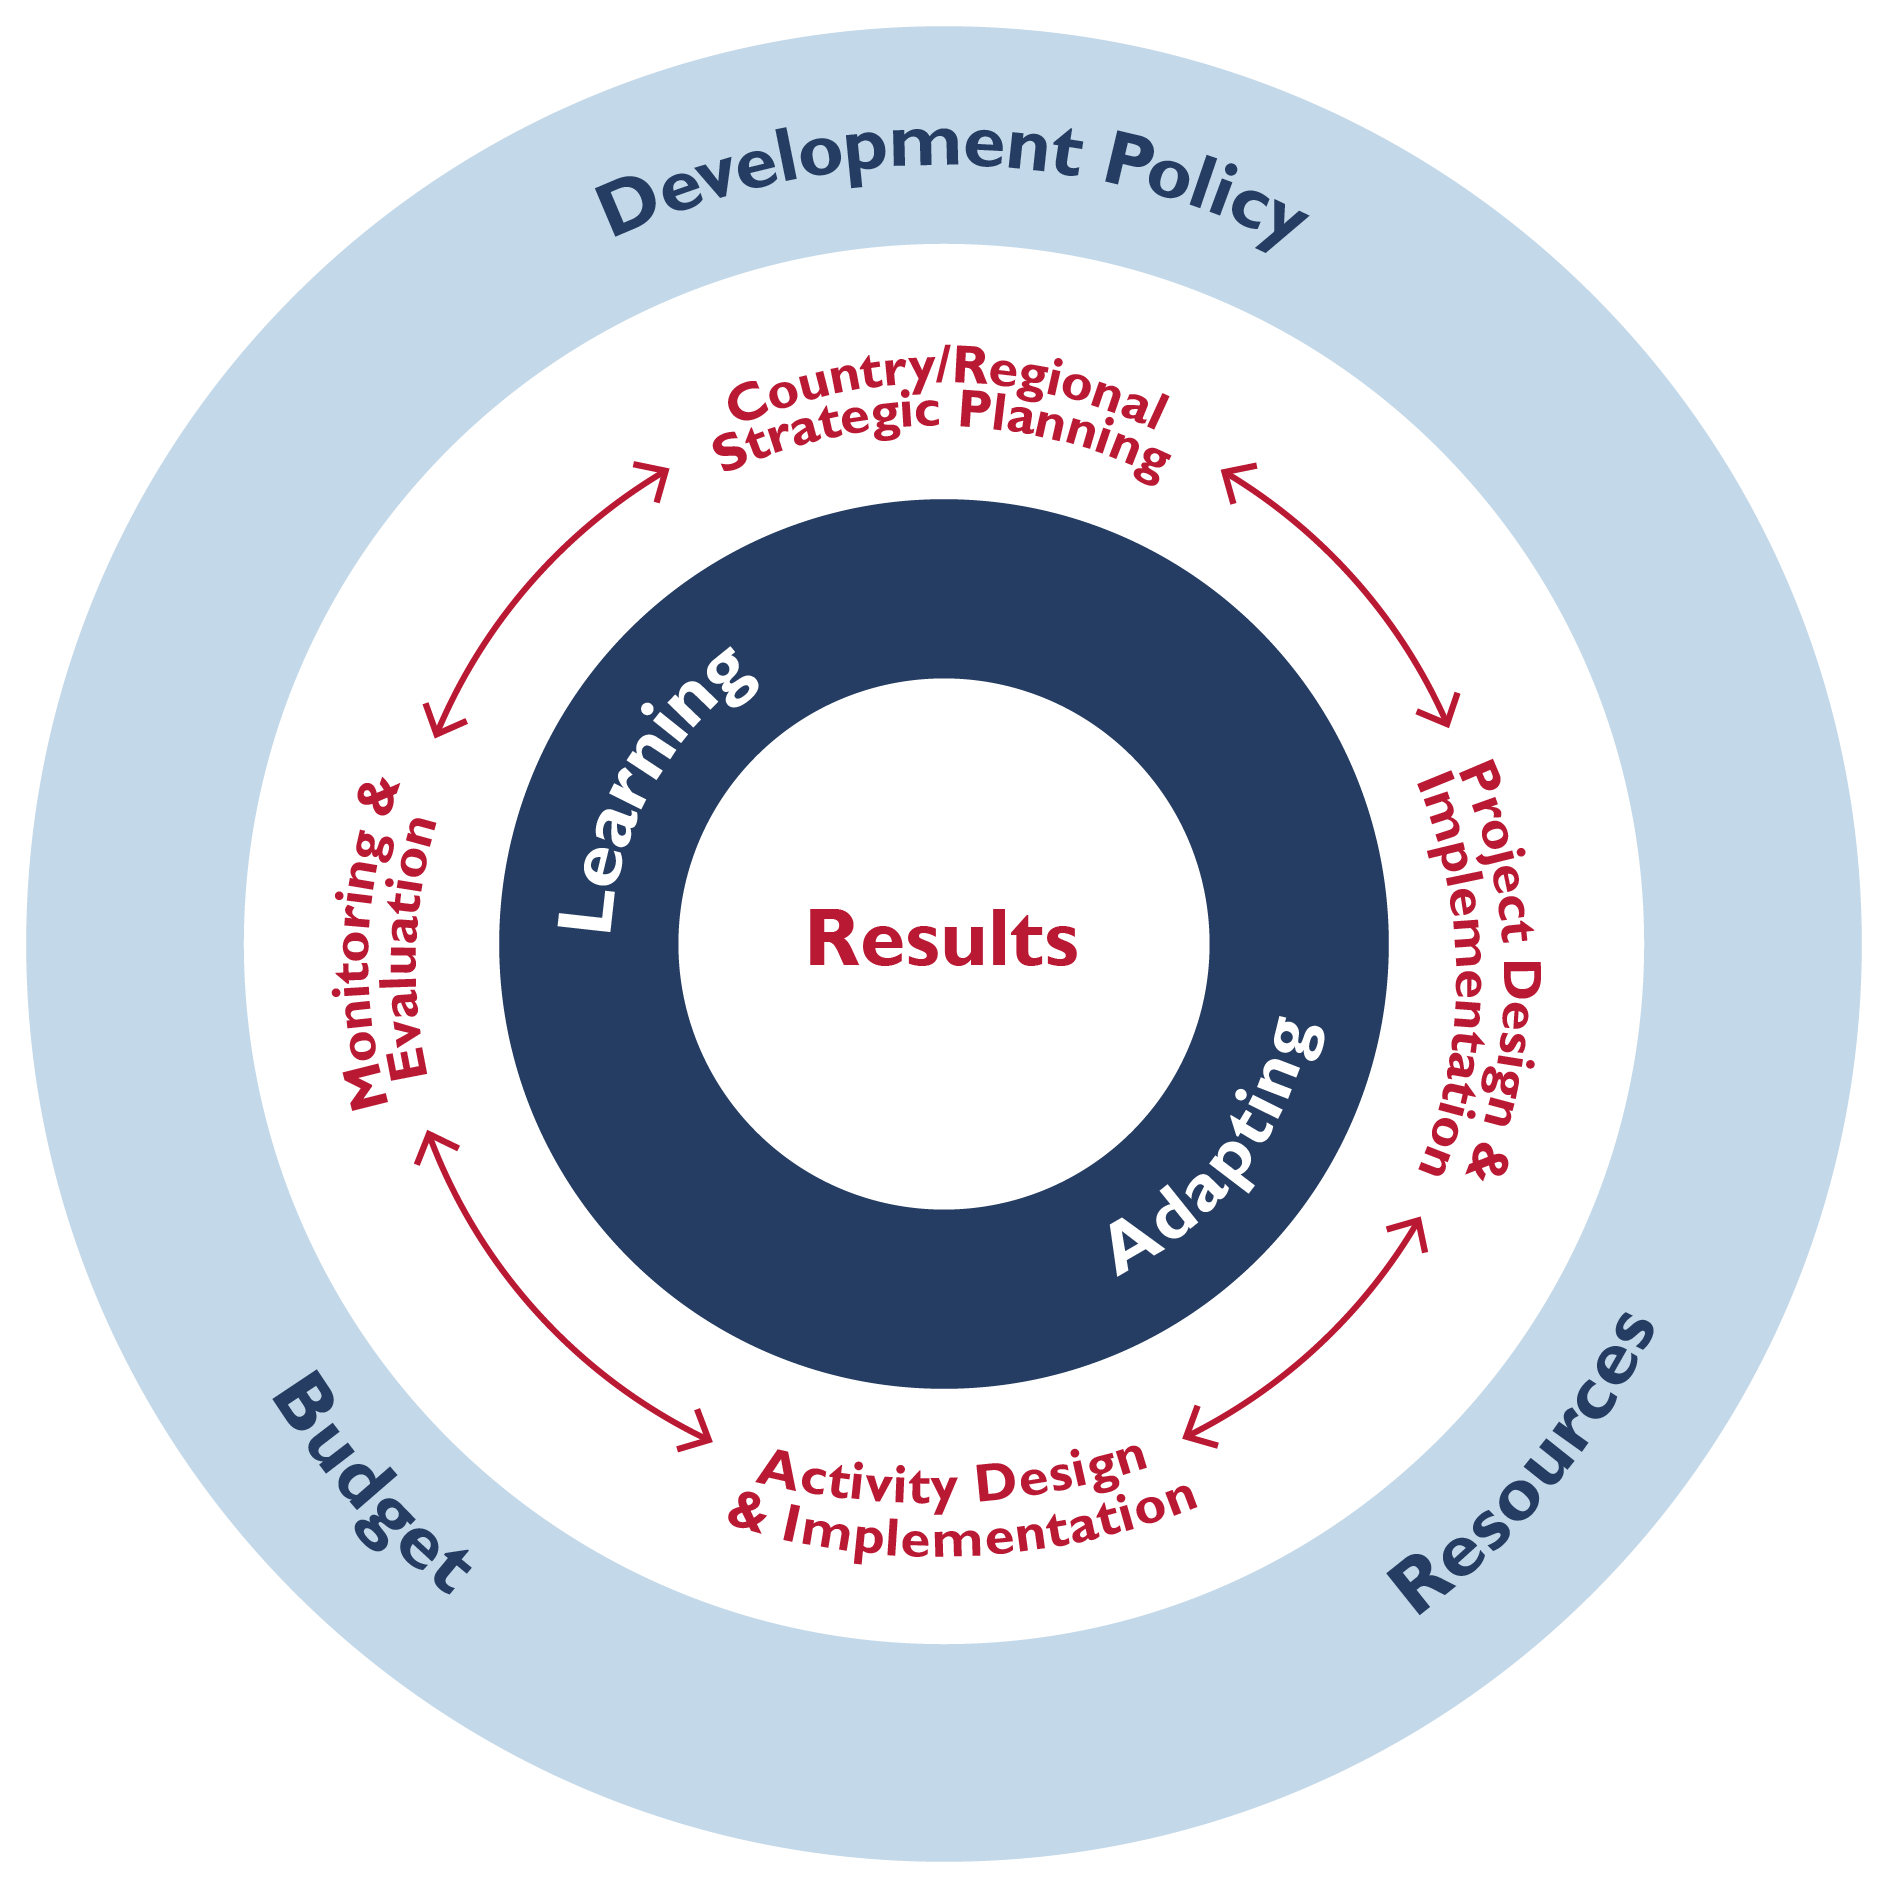 Development Policy
Country/Regional
Strategic Planning
Project Design &
Implementation
Activity Design
& Implementation
Monitoring &
Evaluation
Learning
Adapting
Results
Budget
Resources